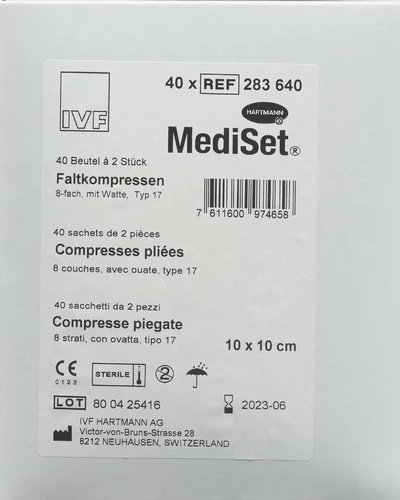 IVF
40 x REF 283 640
HARTMANN
MediSet®
40 Beutel à 2 Stück
Faltkompressen
8-fach, mit Watte, Typ 17
7 611600 974658
40 sachets de 2 pièces
Compresses pliées
8 couches, avec ouate, type 17
40 sacchetti da 2 pezzi
Compresse piegate
8 strati, con ovatta, tipo 17
10 x 10 cm
CE
0123
STERILE
2
LOT 80 04 25416
2023-06
IVF HARTMANN AG
Victor-von-Bruns-Strasse 28
8212 NEUHAUSEN, SWITZERLAND